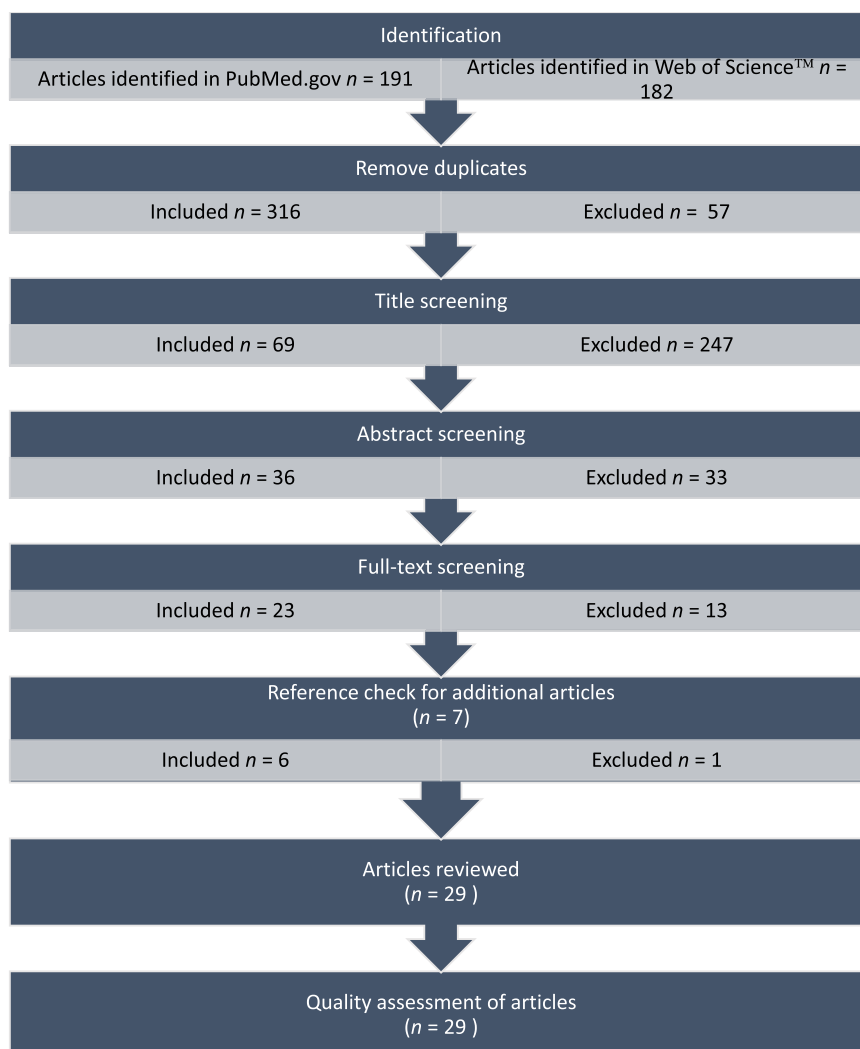 Identification
Articles identified in PubMed.gov n = 191
Articles identified in Web of Science™ n =
182
Remove duplicates
Included n = 316
Excluded n = 57
Title screening
Included n = 69
Excluded n = 247
Abstract screening
Included n = 36
Excluded n = 33
Full-text screening
Included n = 23
Excluded n = 13
Reference check for additional articles
(n = 7)
Included n = 6
Excluded n = 1
Articles reviewed
(n = 29 )
Quality assessment of articles
(n = 29 )